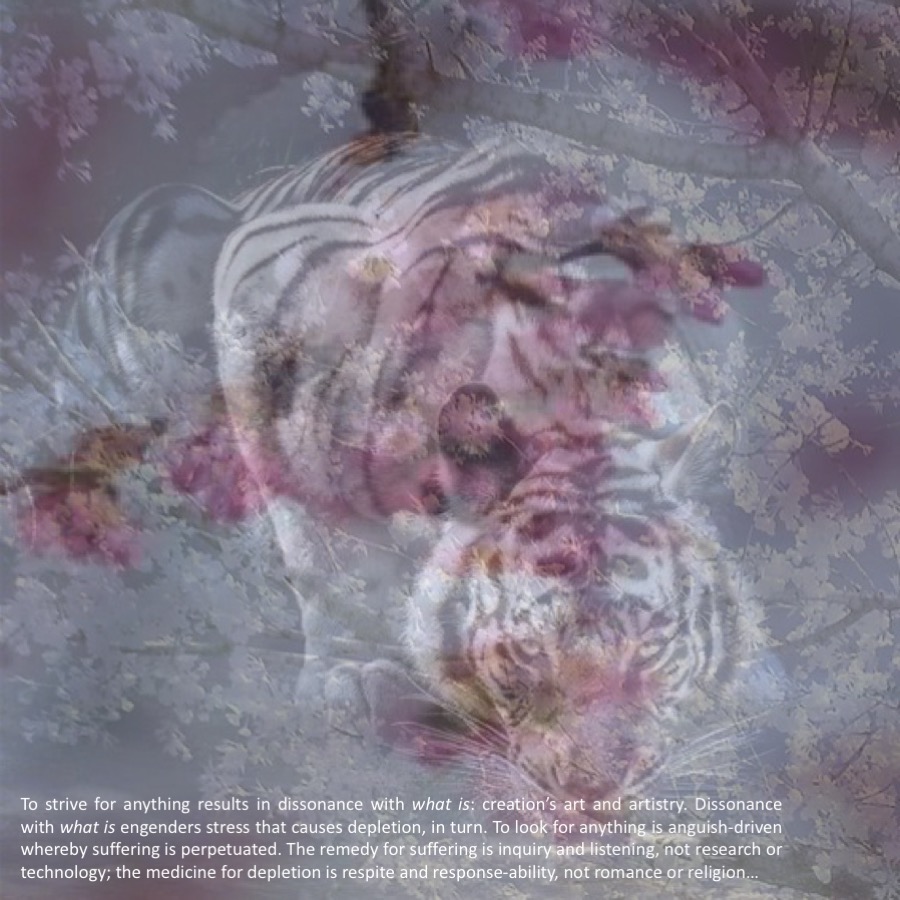 To strive for anything results in dissonance with what is: creation’s art and artistry. Dissonance
with what is engenders stress that causes depletion, in turn. To look for anything is anguish-driven
whereby suffering is perpetuated. The remedy for suffering is inquiry and listening, not research or
technology; the medicine for depletion is respite and response-ability, not romance or religion...